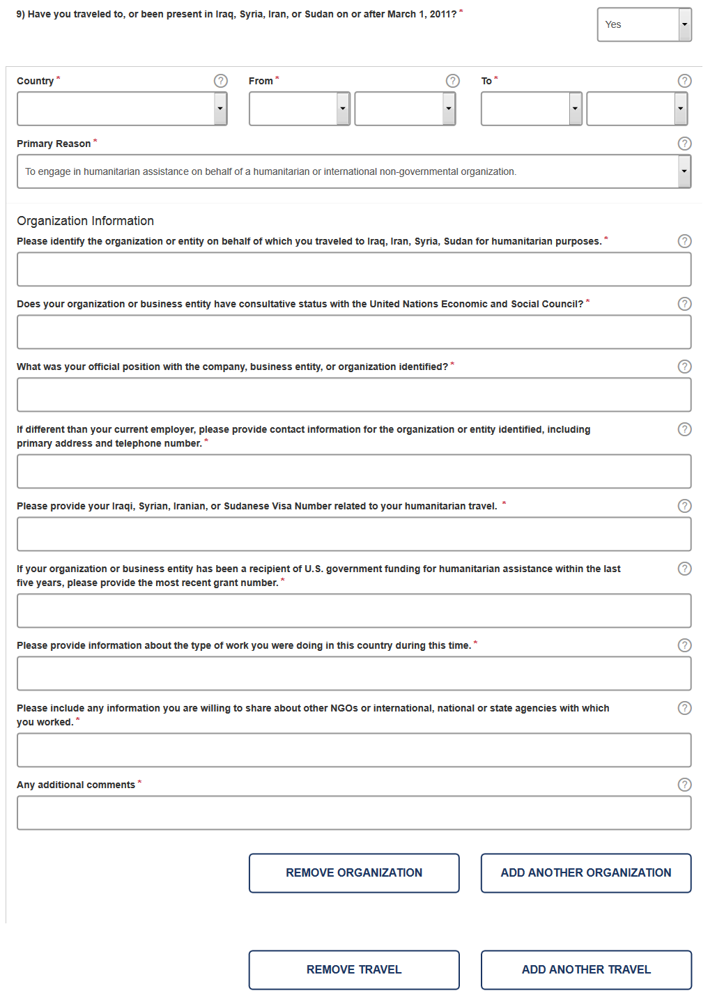 9) Have you traveled to, or been present in Iraq, Syria, Iran, or Sudan on or after March 1, 2011? *
Yes
Country * ? From * ? To * ?
Primary Reason * ?
To engage in humanitarian assistance on behalf of a humanitarian or international non-governmental organization.
Organization Information
Please identify the organization or entity on behalf of which you traveled to Iraq, Iran, Syria, Sudan for humanitarian purposes. * ?
Does your organization or business entity have consultative status with the United Nations Economic and Social Council? * ?
What was your official position with the company, business entity, or organization identified? * ?
If different than your current employer, please provide contact information for the organization or entity identified, including ?
primary address and telephone number. *
Please provide your Iraqi, Syrian, Iranian, or Sudanese Visa Number related to your humanitarian travel. * ?
If your organization or business entity has been a recipient of U.S. government funding for humanitarian assistance within the last ?
five years, please provide the most recent grant number. *
Please provide information about the type of work you were doing in this country during this time. * ?
Please include any information you are willing to share about other NGOs or international, national or state agencies with which ?
you worked. *
Any additional comments * ?
REMOVE ORGANIZATION ADD ANOTHER ORGANIZATION
REMOVE TRAVEL ADD ANOTHER TRAVEL